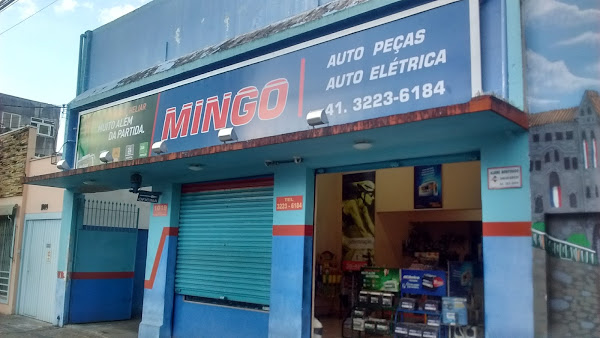 MUITO ALÉM
DA PARTIDA.
MINGO
AUTO PEÇAS
AUTO ELÉTRICA
41. 3223-6184
TEL.
3223 - 6184